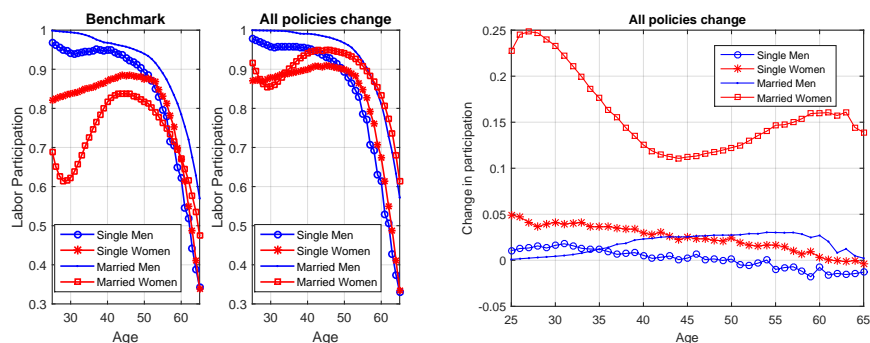 Benchmark
Labor Participation
1
0.9
0.8
0.7
0.6
0.5
0.4
0.3
Single Men
Single Women
Married Men
Married Women
30 40 50 60
Age
All policies change
Labor Participation
1
0.9
0.8
0.7
0.6
0.5
0.4
0.3
Single Men
Single Women
Married Men
Married Women
30 40 50 60
Age
All policies change
Change in participation
0.25
0.2
0.15
0.1
0.05
0
-0.05
Single Men
Single Women
Married Men
Married Women
25 30 35 40 45 50 55 60 65
Age